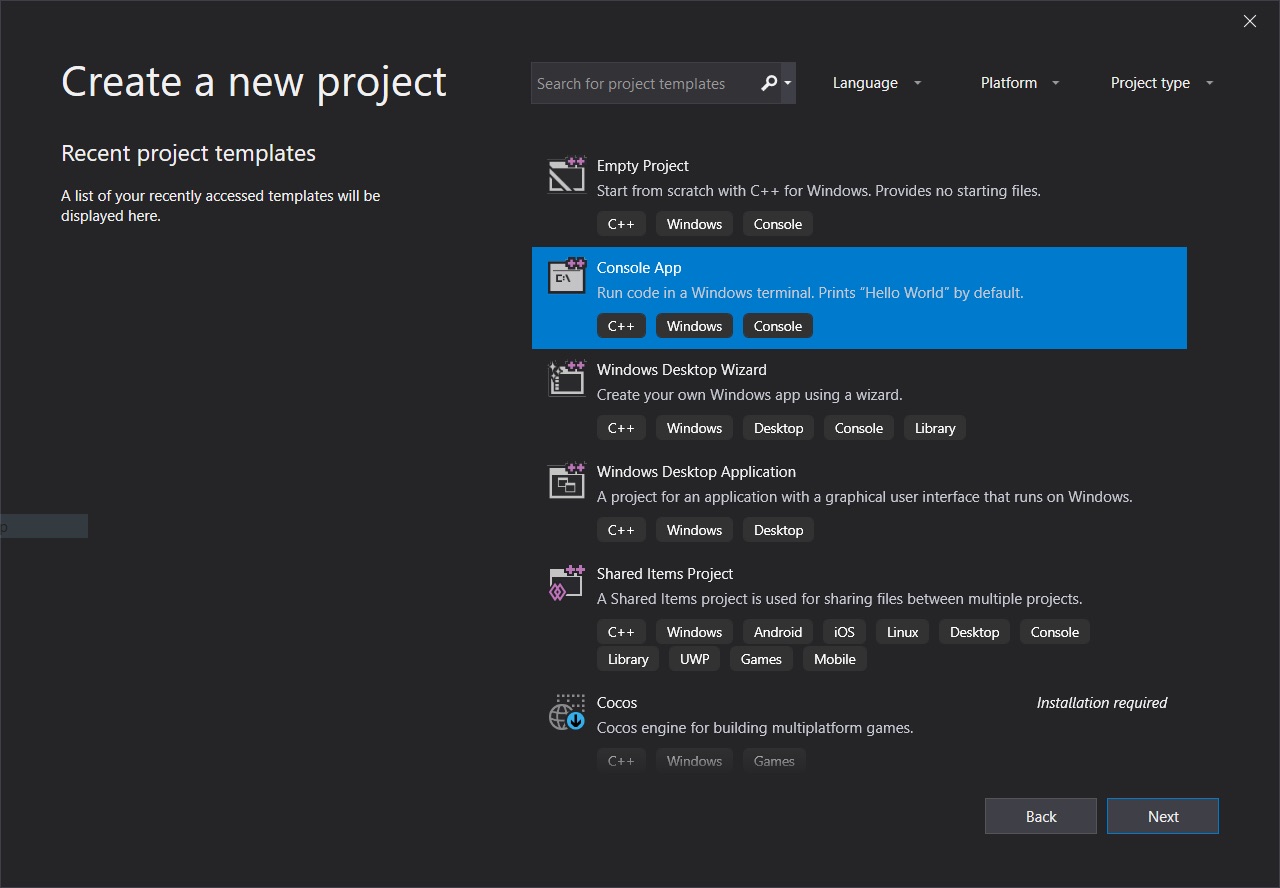 Create a new project
Search for project templates
Language
Platform
Project type
Recent project templates
A list of your recently accessed templates will be
displayed here.
Empty Project
Start from scratch with C++ for Windows. Provides no starting files.
C++ Windows Console
C:\
Console App
Run code in a Windows terminal. Prints “Hello World” by default.
C++ Windows Console
Windows Desktop Wizard
Create your own Windows app using a wizard.
C++ Windows Desktop Console Library
Windows Desktop Application
A project for an application with a graphical user interface that runs on Windows.
C++ Windows Desktop
p
Shared Items Project
A Shared Items project is used for sharing files between multiple projects.
C++ Windows Android iOS Linux Desktop Console
Library UWP Games Mobile
Cocos Installation required
Cocos engine for building multiplatform games.
C++ Windows Games
Back Next